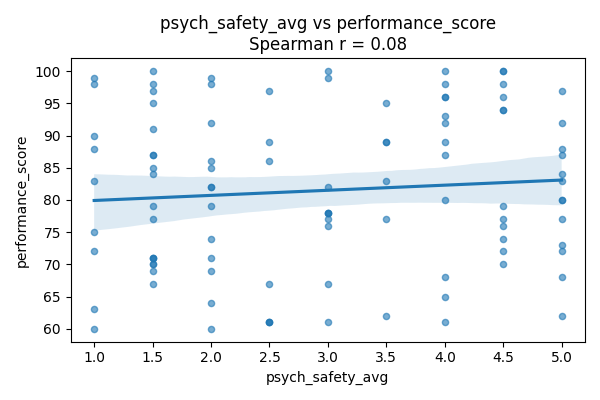 psych_safety_avg vs performance_score
Spearman r = 0.08
performance_score
100
95
90
85
80
75
70
65
60
1.0 1.5 2.0 2.5 3.0 3.5 4.0 4.5 5.0
psych_safety_avg